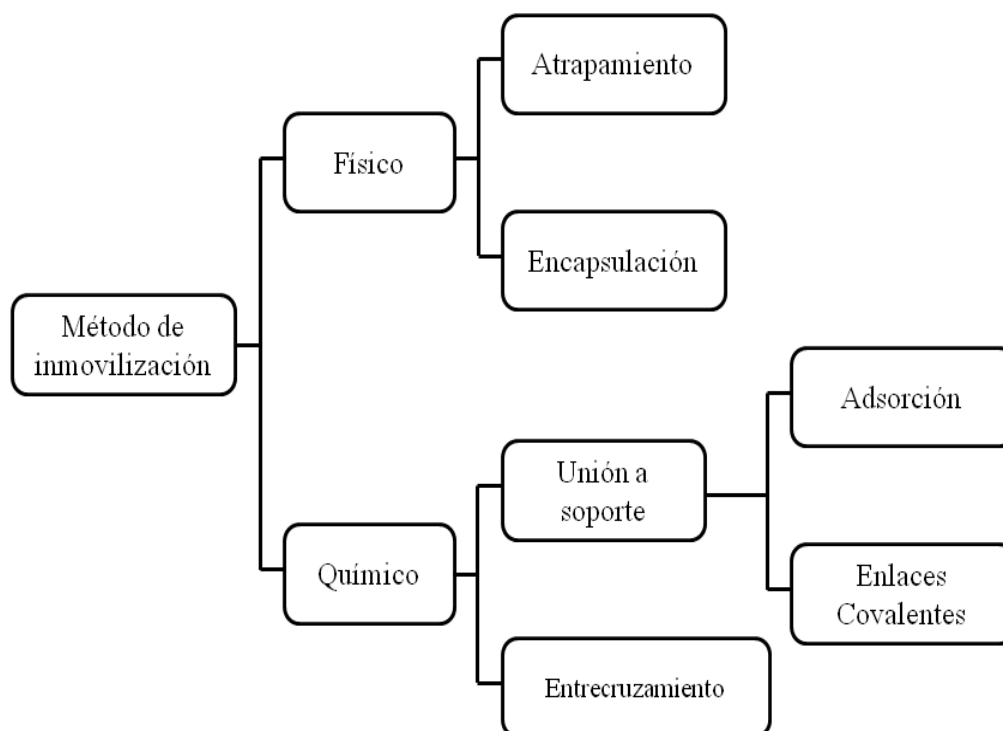 Método de
inmovilización
Físico
Atrapamiento
Encapsulación
Químico
Unión a
soporte
Adsorción
Enlaces
Covalentes
Entrecruzamiento